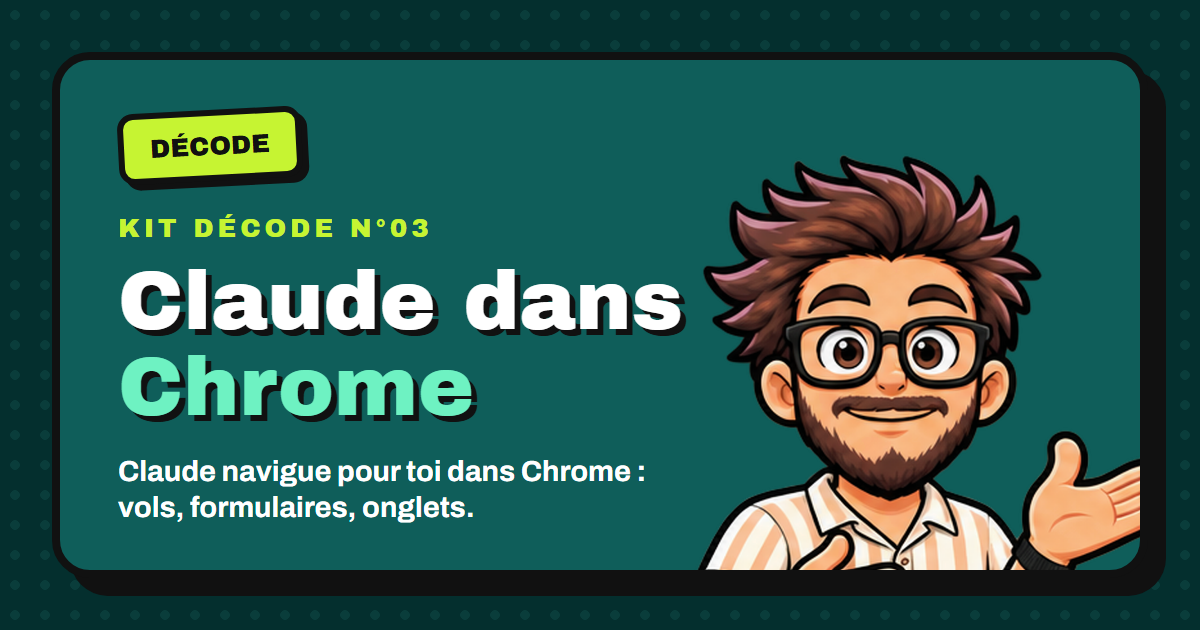 DÉCODE
KIT DÉCODE N°03
Claude dans
Chrome
Claude navigue pour toi dans Chrome :
vols, formulaires, onglets.